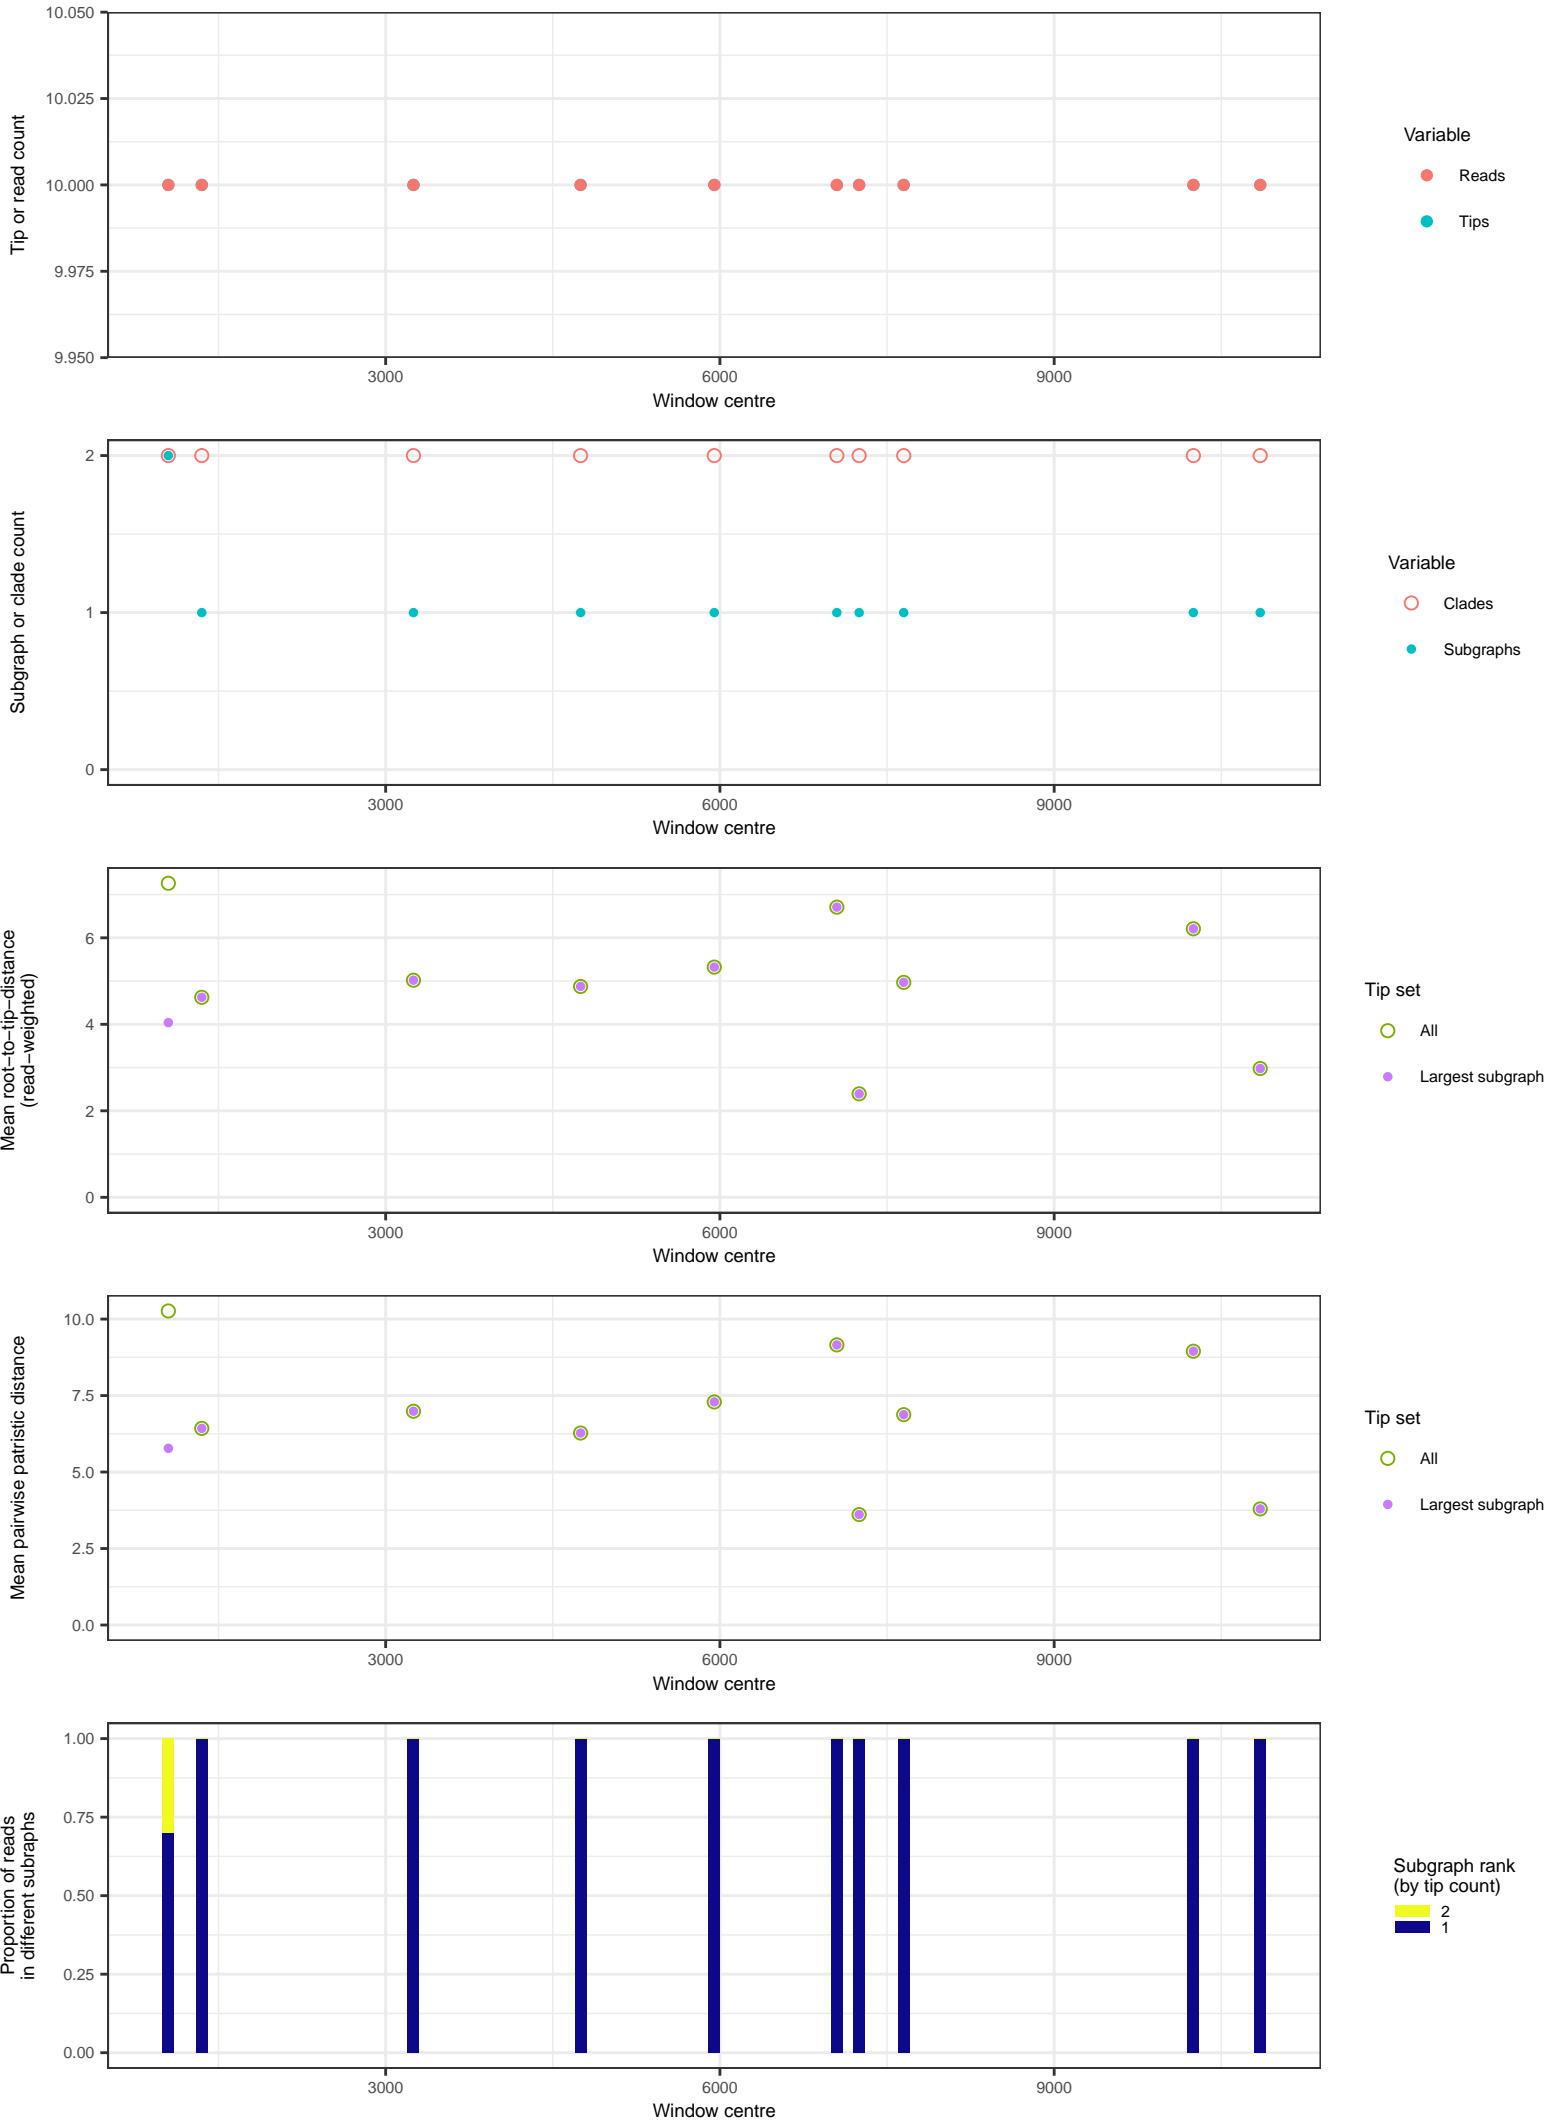 10.050
10.025
10.000
9.975
9.950
Tip or read count
3000
6000
9000
Window centre
Variable
Reads
Tips
2
1
0
Subgraph or clade count
3000
6000
9000
Window centre
Variable
Clades
Subgraphs
6
4
2
0
Mean root−to−tip−distance
(read−weighted)
3000
6000
9000
Window centre
Tip set
All
Largest subgraph
10.0
7.5
5.0
2.5
0.0
Mean pairwise patristic distance
3000
6000
9000
Window centre
Tip set
All
Largest subgraph
1.00
0.75
0.50
0.25
0.00
Proportion of reads
in different subraphs
3000
6000
9000
Window centre
Subgraph rank
(by tip count)
2
1